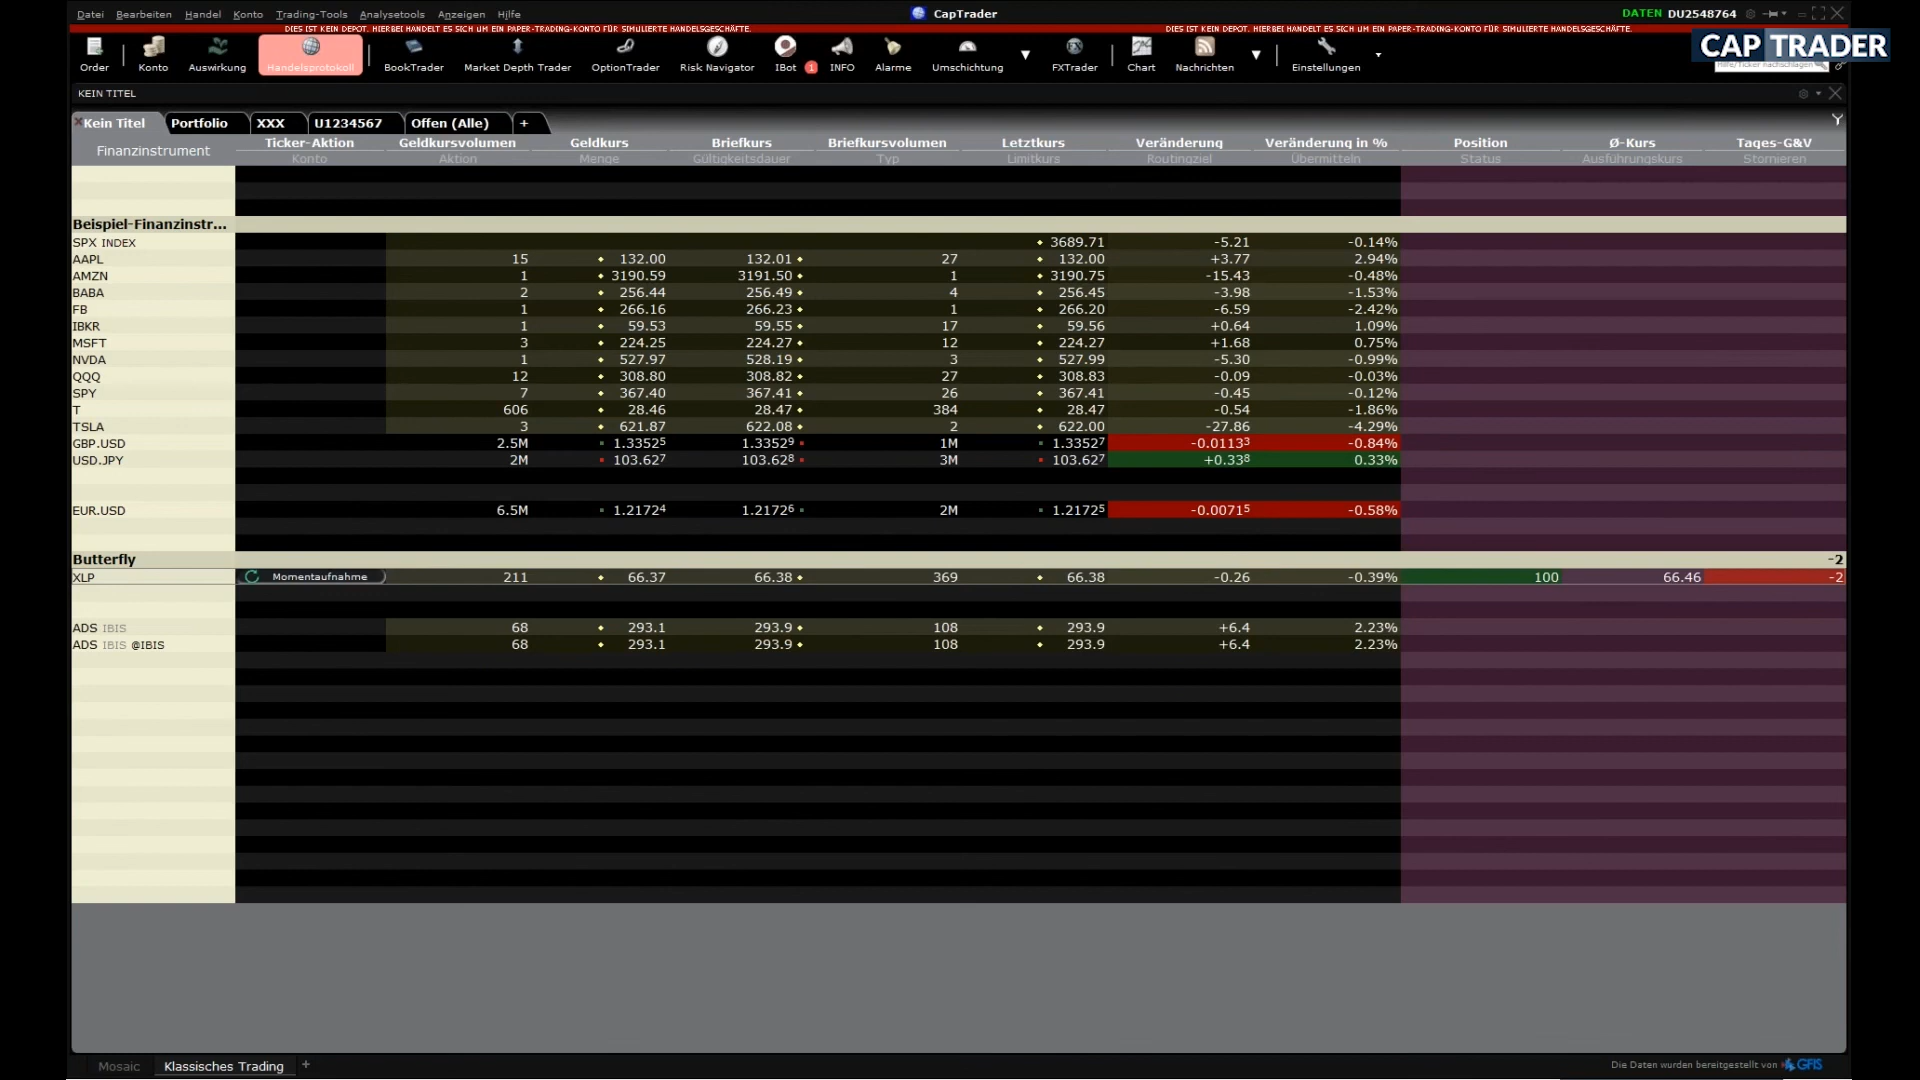 Datei Bearbeiten Handel Konto Trading-Tools Analysetools Anzeigen Hilfe CapTrader DATEN DU2548764
DIES IST KEIN DEPOT. HIERBEI HANDELT ES SICH UM EIN PAPER-TRADING-KONTO FÜR SIMULIERTE HANDELSGESCHÄFTE. DIES IST KEIN DEPOT. HIERBEI HANDELT ES SICH UM EIN PAPER-TRADING-KONTO FÜR SIMULIERTE HANDELSGESCHÄFTE.
CAP TRADER
Order Konto Auswirkung Handelsprotokoll BookTrader Market Depth Trader OptionTrader Risk Navigator IBot 1 INFO Alarme Umschichtung FXTrader Chart Nachrichten Einstellungen
Hilfe/Ticker nachschlagen
KEIN TITEL
Kein Titel Portfolio XXX U1234567 Offen (Alle) +
Finanzinstrument Ticker-Aktion Geldkursvolumen Geldkurs Briefkurs Briefkursvolumen Letztkurs Veränderung Veränderung in % Position Ø-Kurs Tages-G&V
Konto Aktion Menge Gültigkeitsdauer Typ Limitkurs Routingziel Übermitteln Status Ausführungskurs Stornieren
Beispiel-Finanzinstr...
SPX INDEX 3689.71 -5.21 -0.14%
AAPL 15 132.00 132.01 27 132.00 +3.77 2.94%
AMZN 1 3190.59 3191.50 1 3190.75 -15.43 -0.48%
BABA 2 256.44 256.49 4 256.45 -3.98 -1.53%
FB 1 266.16 266.23 1 266.20 -6.59 -2.42%
IBKR 1 59.53 59.55 17 59.56 +0.64 1.09%
MSFT 3 224.25 224.27 12 224.27 +1.68 0.75%
NVDA 1 527.97 528.19 3 527.99 -5.30 -0.99%
QQQ 12 308.80 308.82 27 308.83 -0.09 -0.03%
SPY 7 367.40 367.41 26 367.41 -0.45 -0.12%
T 606 28.46 28.47 384 28.47 -0.54 -1.86%
TSLA 3 621.87 622.08 2 622.00 -27.86 -4.29%
GBP.USD 2.5M 1.33525 1.33529 1M 1.33527 -0.01133 -0.84%
USD.JPY 2M 103.627 103.628 3M 103.627 +0.338 0.33%
EUR.USD 6.5M 1.21724 1.21726 2M 1.21725 -0.00715 -0.58%
Butterfly -2
XLP Momentaufnahme 211 66.37 66.38 369 66.38 -0.26 -0.39% 100 66.46 -2
ADS IBIS 68 293.1 293.9 108 293.9 +6.4 2.23%
ADS IBIS @IBIS 68 293.1 293.9 108 293.9 +6.4 2.23%
Mosaic Klassisches Trading + Die Daten wurden bereitgestellt von GFIS